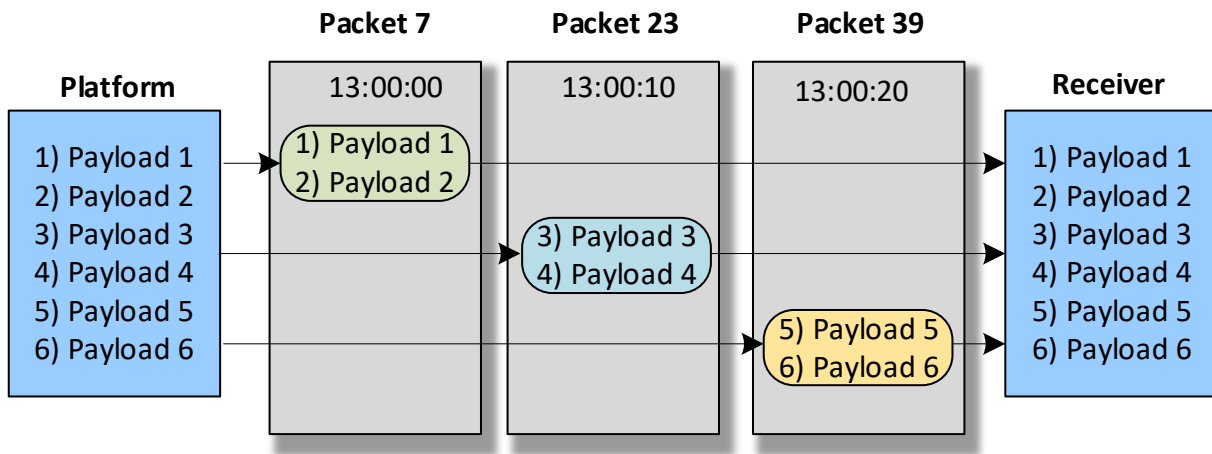 Packet 7
Packet 23
Packet 39
Platform
13:00:00
13:00:10
13:00:20
Receiver
1) Payload 1
2) Payload 2
3) Payload 3
4) Payload 4
5) Payload 5
6) Payload 6
1) Payload 1
2) Payload 2
3) Payload 3
4) Payload 4
5) Payload 5
6) Payload 6
1) Payload 1
2) Payload 2
3) Payload 3
4) Payload 4
5) Payload 5
6) Payload 6